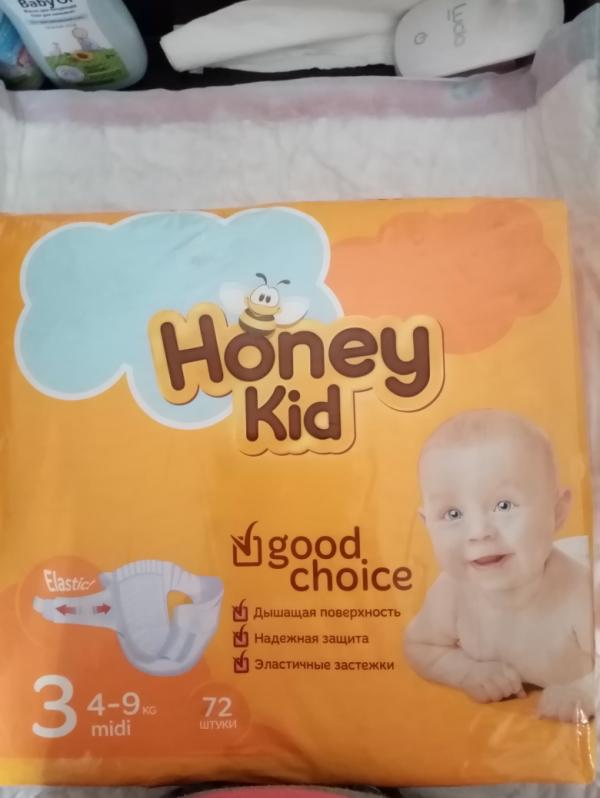 Baby Oil
Honey
Kid
good
choice
Elastic!
Дышащая поверхность
Надежная защита
Эластичные застежки
3 4-9 KG
midi
72
ШТУКИ